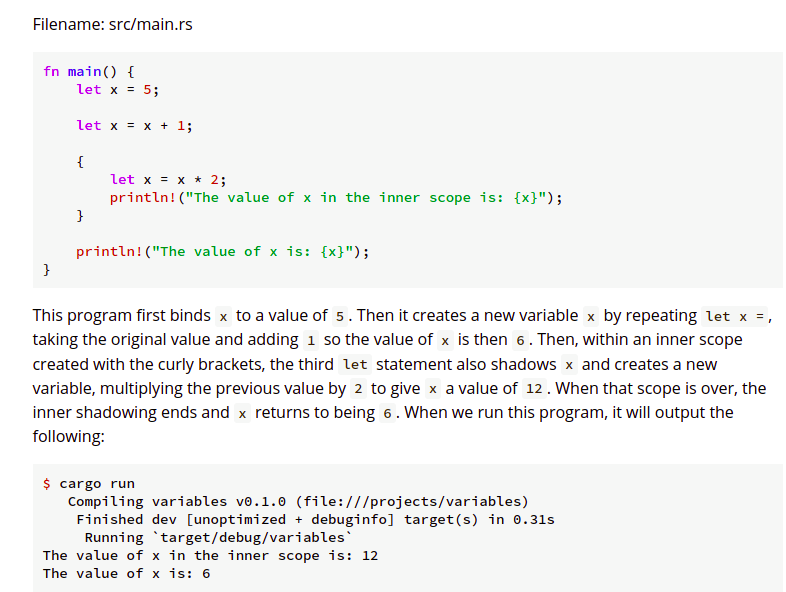 Filename: src/main.rs
fn main() {
    let x = 5;
    let x = x + 1;
    {
        let x = x * 2;
        println!("The value of x in the inner scope is: {x}");
    }
    println!("The value of x is: {x}");
}
This program first binds x to a value of 5. Then it creates a new variable x by repeating let x =,
taking the original value and adding 1 so the value of x is then 6. Then, within an inner scope
created with the curly brackets, the third let statement also shadows x and creates a new
variable, multiplying the previous value by 2 to give x a value of 12. When that scope is over, the
inner shadowing ends and x returns to being 6. When we run this program, it will output the
following:
$ cargo run
   Compiling variables v0.1.0 (file:///projects/variables)
    Finished dev [unoptimized + debuginfo] target(s) in 0.31s
     Running `target/debug/variables`
The value of x in the inner scope is: 12
The value of x is: 6